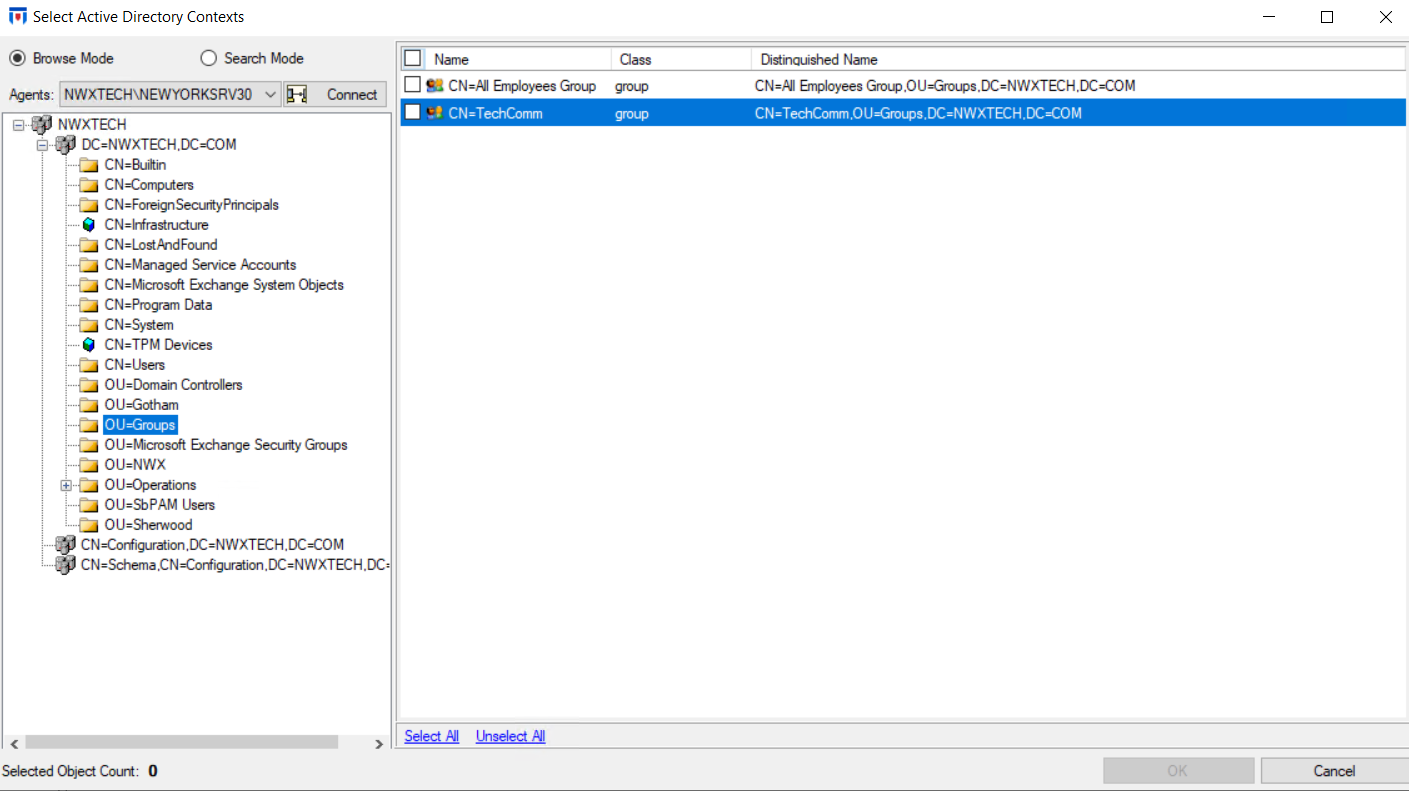 Select Active Directory Contexts
Browse Mode Search Mode
Agents: NWXTECH\NEWYORKSRV30 Connect
NWXTECH
DC=NWXTECH,DC=COM
CN=Builtin
CN=Computers
CN=ForeignSecurityPrincipals
CN=Infrastructure
CN=LostAndFound
CN=Managed Service Accounts
CN=Microsoft Exchange System Objects
CN=Program Data
CN=System
CN=TPM Devices
CN=Users
OU=Domain Controllers
OU=Gotham
OU=Groups
OU=Microsoft Exchange Security Groups
OU=NWX
OU=Operations
OU=SbPAM Users
OU=Sherwood
CN=Configuration,DC=NWXTECH,DC=COM
CN=Schema,CN=Configuration,DC=NWXTECH,DC=
Name Class Distinguished Name
CN=All Employees Group group CN=All Employees Group,OU=Groups,DC=NWXTECH,DC=COM
CN=TechComm group CN=TechComm,OU=Groups,DC=NWXTECH,DC=COM
Select All Unselect All
Selected Object Count: 0
OK Cancel